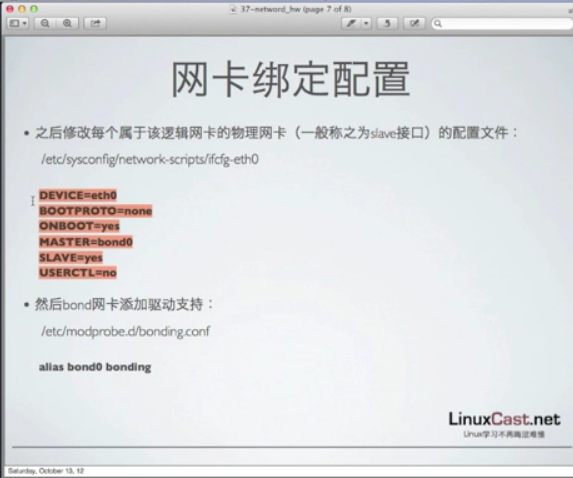 37-netword_hw (page 7 of 8)
网卡绑定配置
• 之后修改每个属于该逻辑网卡的物理网卡（一般称之为slave接口）的配置文件：
/etc/sysconfig/network-scripts/ifcfg-eth0
DEVICE=eth0
BOOTPROTO=none
ONBOOT=yes
MASTER=bond0
SLAVE=yes
USERCTL=no
• 然后bond网卡添加驱动支持：
/etc/modprobe.d/bonding.conf
alias bond0 bonding
LinuxCast.net
Linux学习不再晦涩难懂
Saturday, October 13, 12